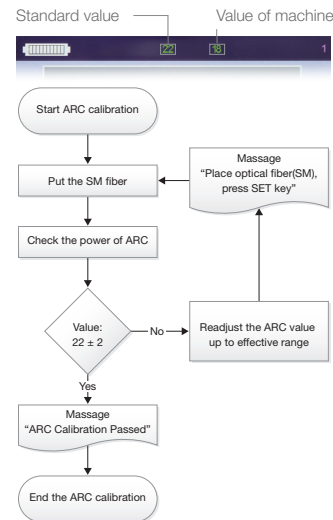 Standard value
Value of machine
22
18
1
Start ARC calibration
Put the SM fiber
Massage
“Place optical fiber(SM),
press SET key”
Check the power of ARC
Value:
22 ± 2
No
Readjust the ARC value
up to effective range
Yes
Massage
“ARC Calibration Passed”
End the ARC calibration